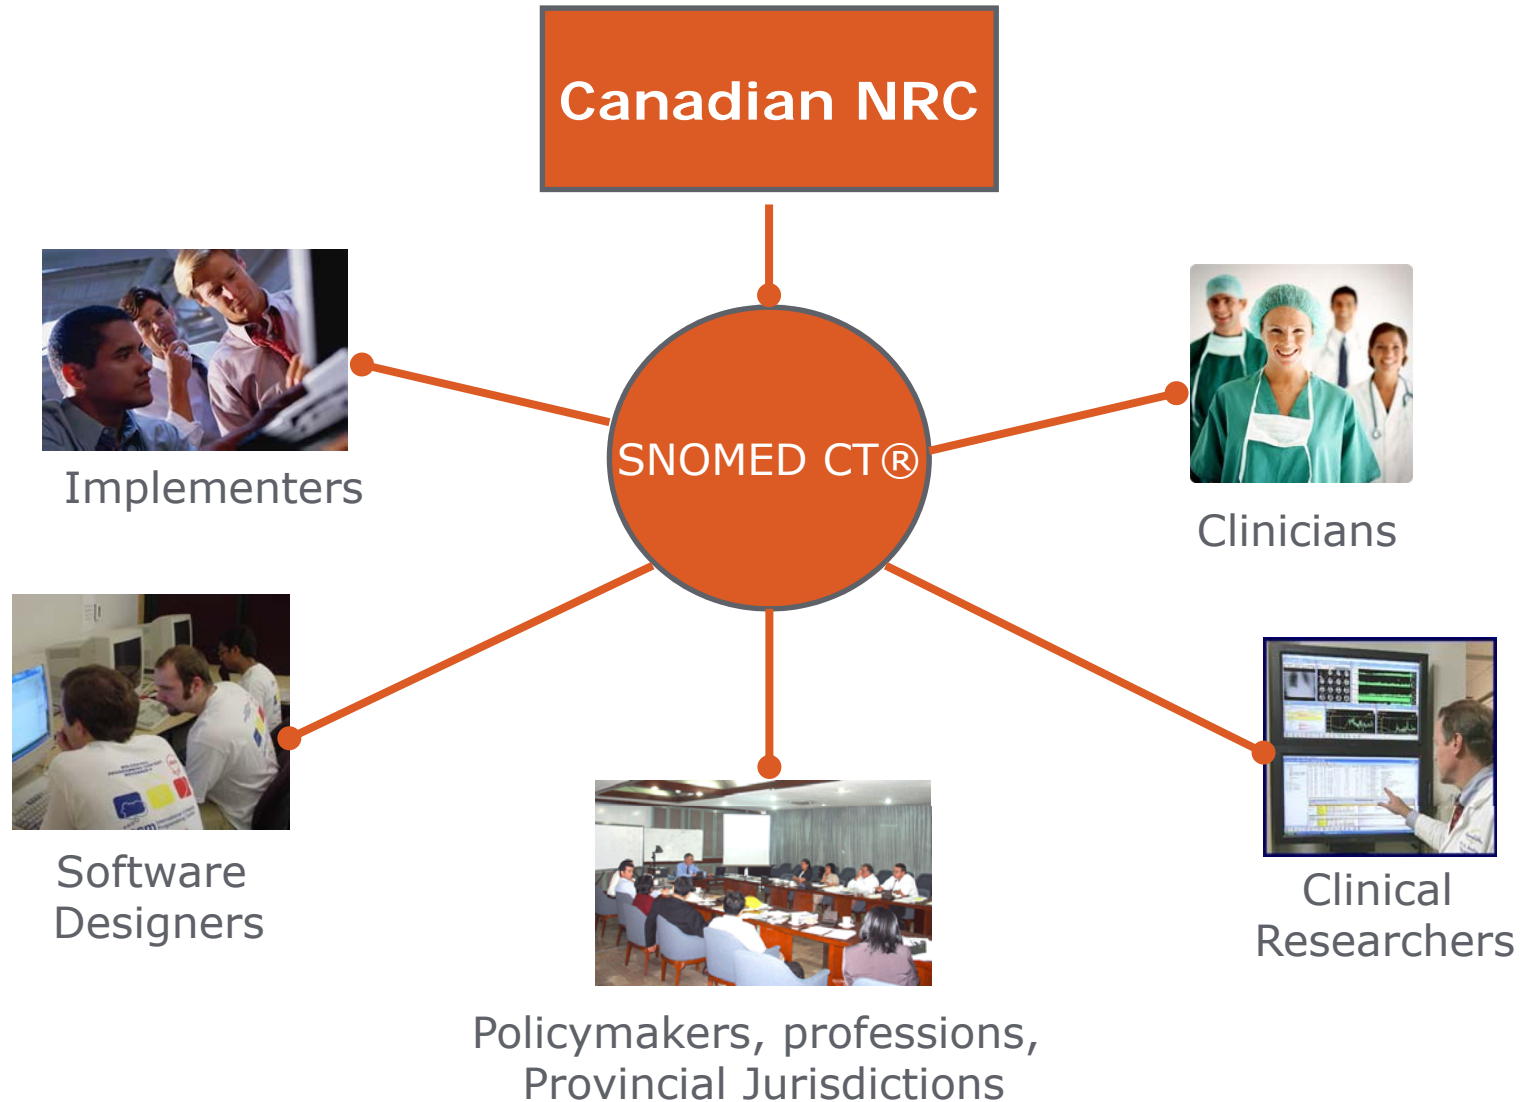 Canadian NRC
SNOMED CT®
Implementers
Clinicians
Software
Designers
Clinical
Researchers
Policymakers, professions,
Provincial Jurisdictions